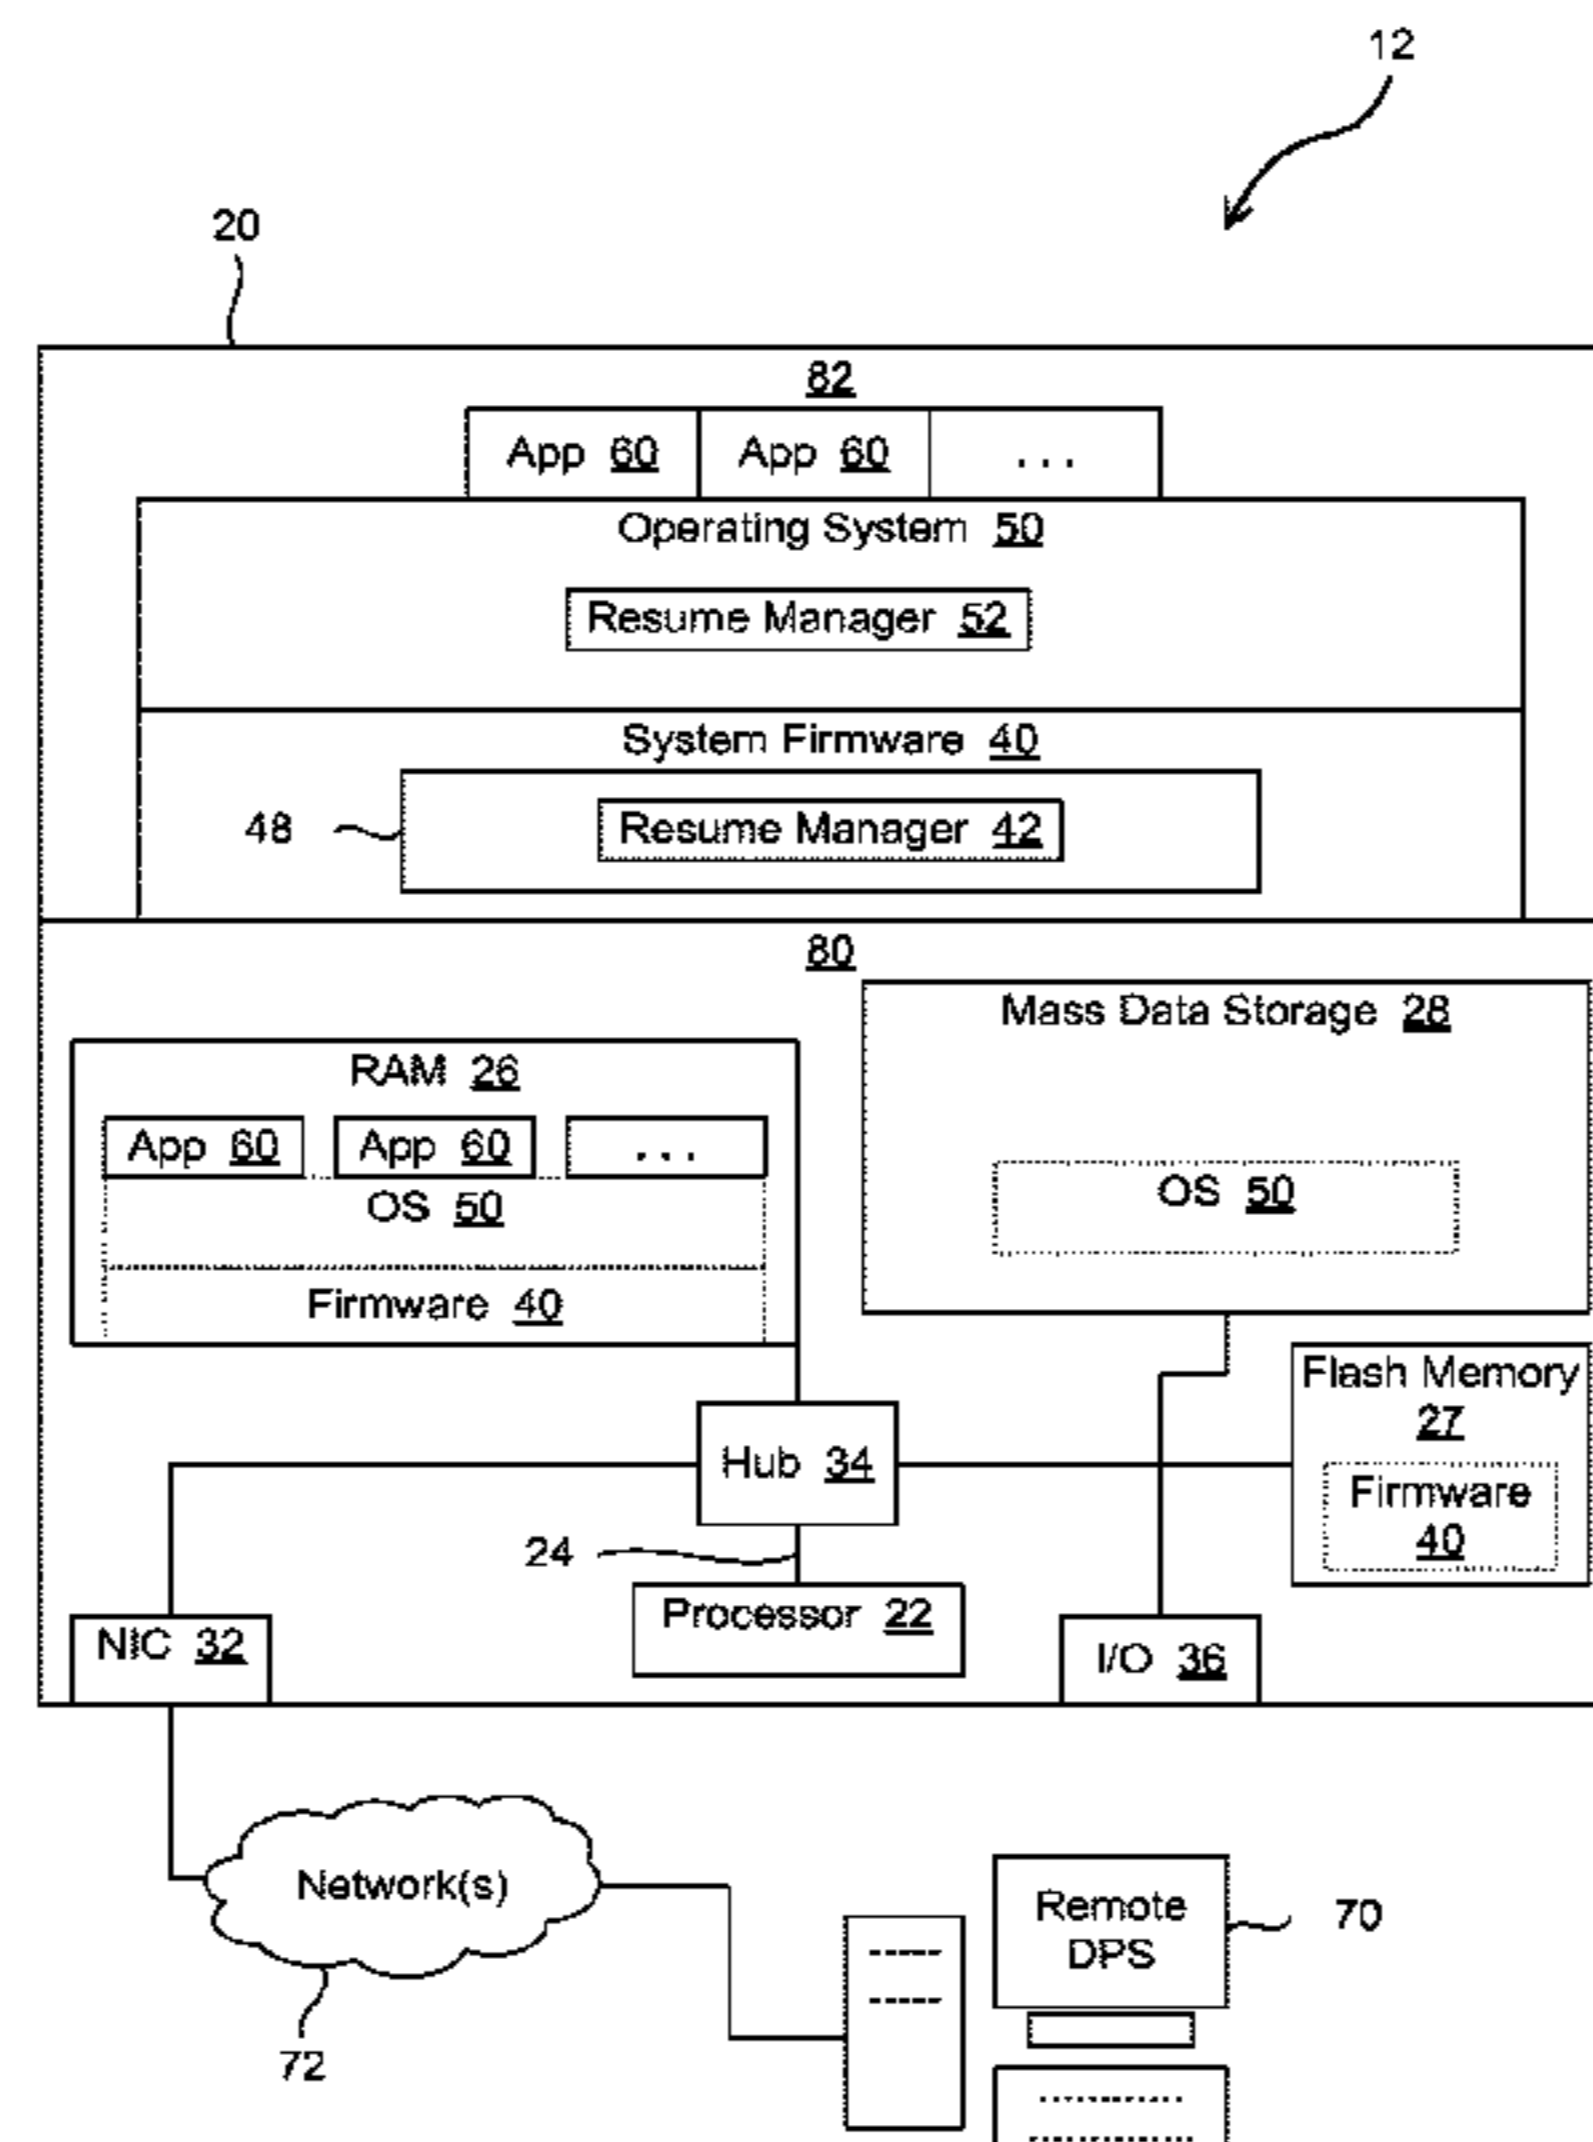 12
20
82
App 60 App 60 ...
Operating System 50
Resume Manager 52
System Firmware 40
48 Resume Manager 42
80
Mass Data Storage 28
RAM 26
App 60 App 60 ...
OS 50
OS 50
Firmware 40
Flash Memory
27
Hub 34
Firmware
40
24
Processor 22
NIC 32
I/O 36
Network(s)
Remote
DPS
70
72